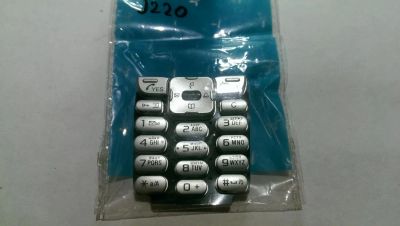 J220
YES
C
1 2 ABC 3 DEF
4 GHI 5 JKL 6 MNO
7 PQRS 8 TUV 9 WXYZ
* a/A 0 + #